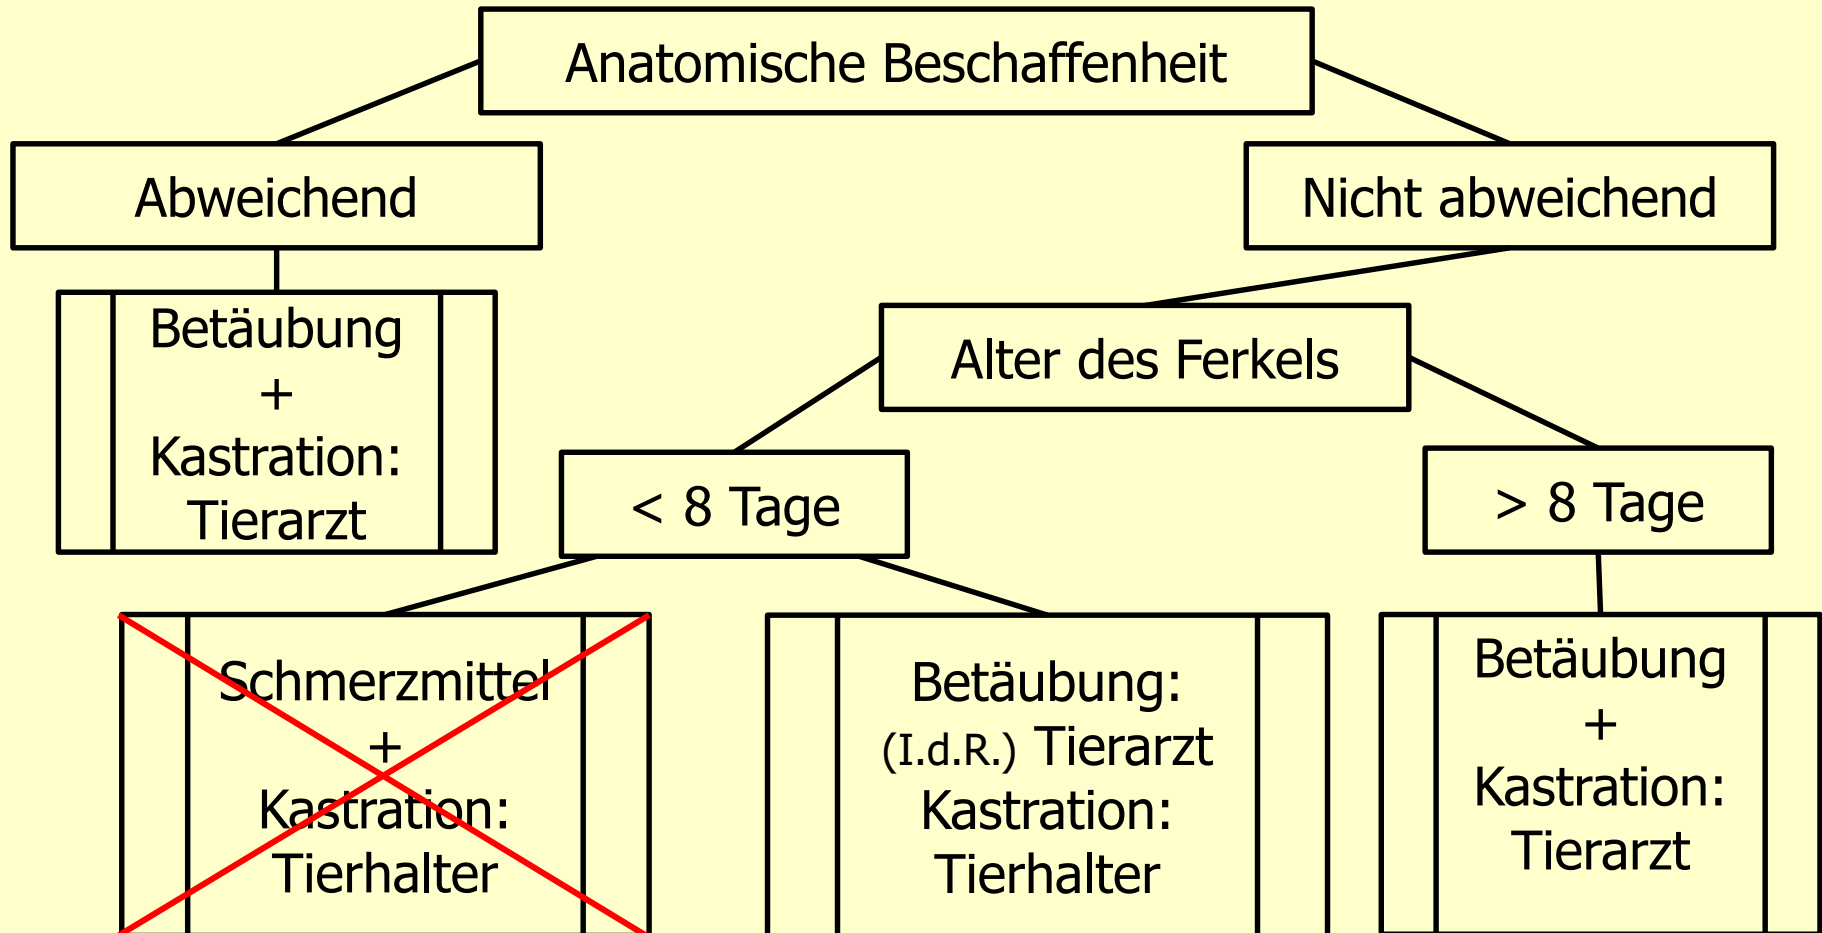 Anatomische Beschaffenheit
Abweichend
Nicht abweichend
Betäubung
+
Kastration:
Tierarzt
Alter des Ferkels
< 8 Tage
> 8 Tage
Schmerzmittel
+
Kastration:
Tierhalter
Betäubung:
(I.d.R.) Tierarzt
Kastration:
Tierhalter
Betäubung
+
Kastration:
Tierarzt